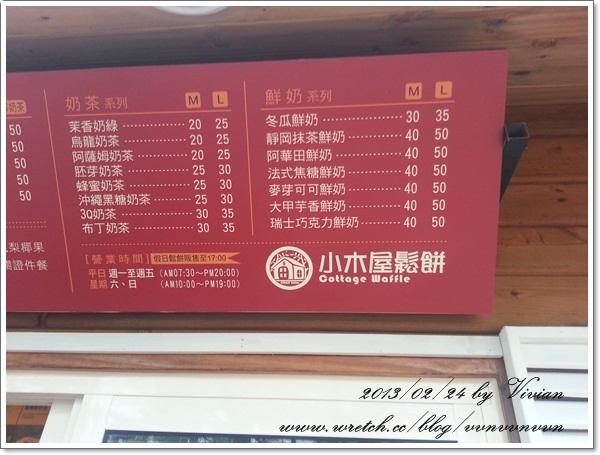 奶茶
50
50
50
50
50
梨椰果
證件餐
奶茶 系列 M L
茉香奶綠 20 25
烏龍奶茶 20 25
阿薩姆奶茶 20 25
胚芽奶茶 25 30
蜂蜜奶茶 25 30
沖繩黑糖奶茶 25 30
3Q奶茶 30 35
布丁奶茶 30 35
鮮奶 系列 M L
冬瓜鮮奶 30 35
靜岡抹茶鮮奶 40 50
阿華田鮮奶 40 50
法式焦糖鮮奶 40 50
麥芽可可鮮奶 40 50
大甲芋香鮮奶 40 50
瑞士巧克力鮮奶 40 50
[營業時間] 假日鬆餅販售至17:00
平日 週一至週五 (AM07:30~PM20:00)
星期 六、日 (AM10:00~PM19:00)
小木屋鬆餅
Cottage Waffle
2013/02/24 by Vivian
www.wretch.cc/blog/vvnvvnvvn